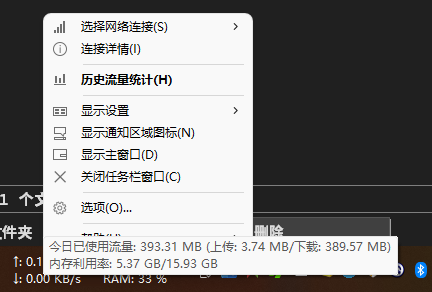 选择网络连接(S)
连接详情(I)
历史流量统计(H)
显示设置
显示通知区域图标(N)
显示主窗口(D)
关闭任务栏窗口(C)
选项(O)...
1 个文
文件夹
删除
今日已使用流量: 393.31 MB (上传: 3.74 MB/下载: 389.57 MB)
内存利用率: 5.37 GB/15.93 GB
↑: 0.1
↓: 0.00 KB/s RAM: 33 %